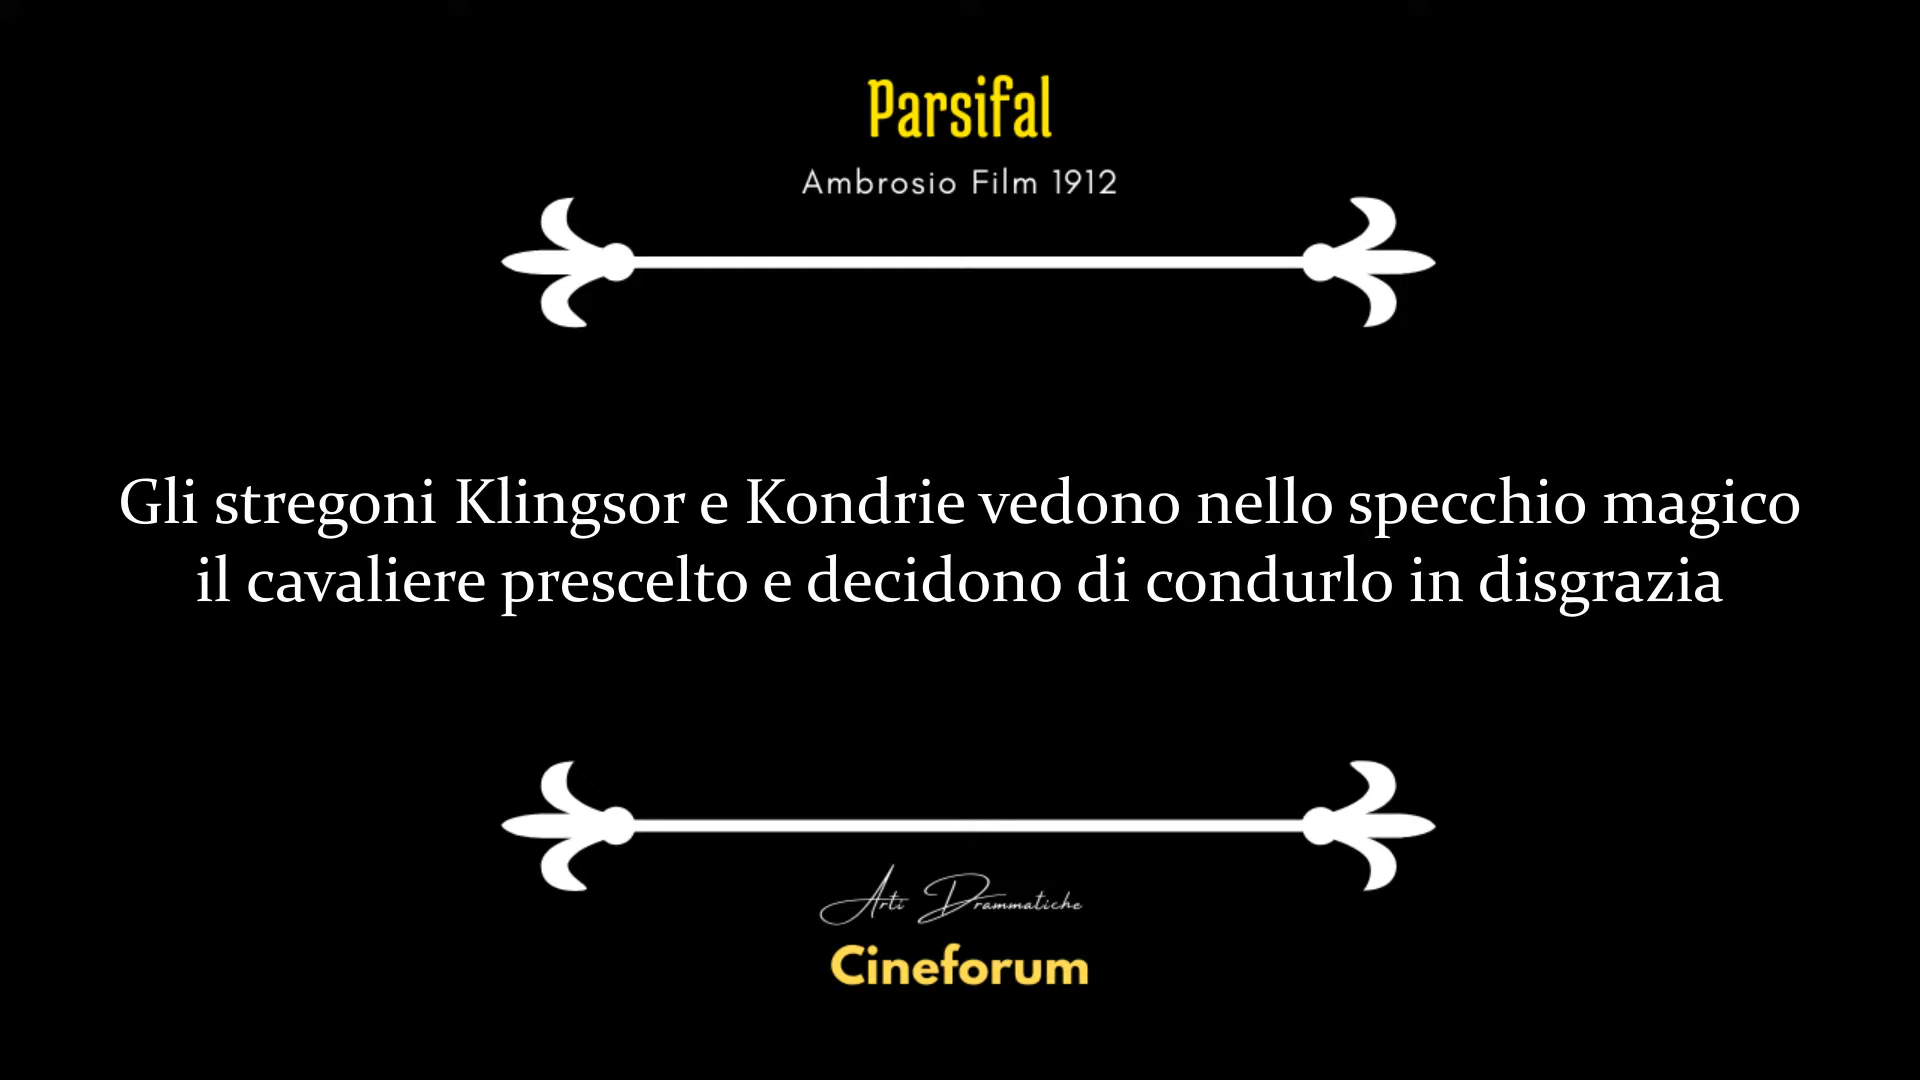 Parsifal
Ambrosio Film 1912
Gli stregoni Klingsor e Kondrie vedono nello specchio magico
il cavaliere prescelto e decidono di condurlo in disgrazia
Arti Drammatiche
Cineforum